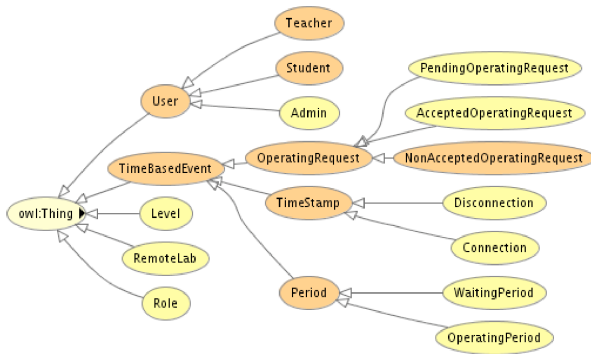 Teacher
Student
Admin
User
PendingOperatingRequest
AcceptedOperatingRequest
NonAcceptedOperatingRequest
OperatingRequest
TimeBasedEvent
TimeStamp
Disconnection
Connection
owl:Thing
Level
RemoteLab
Role
Period
WaitingPeriod
OperatingPeriod